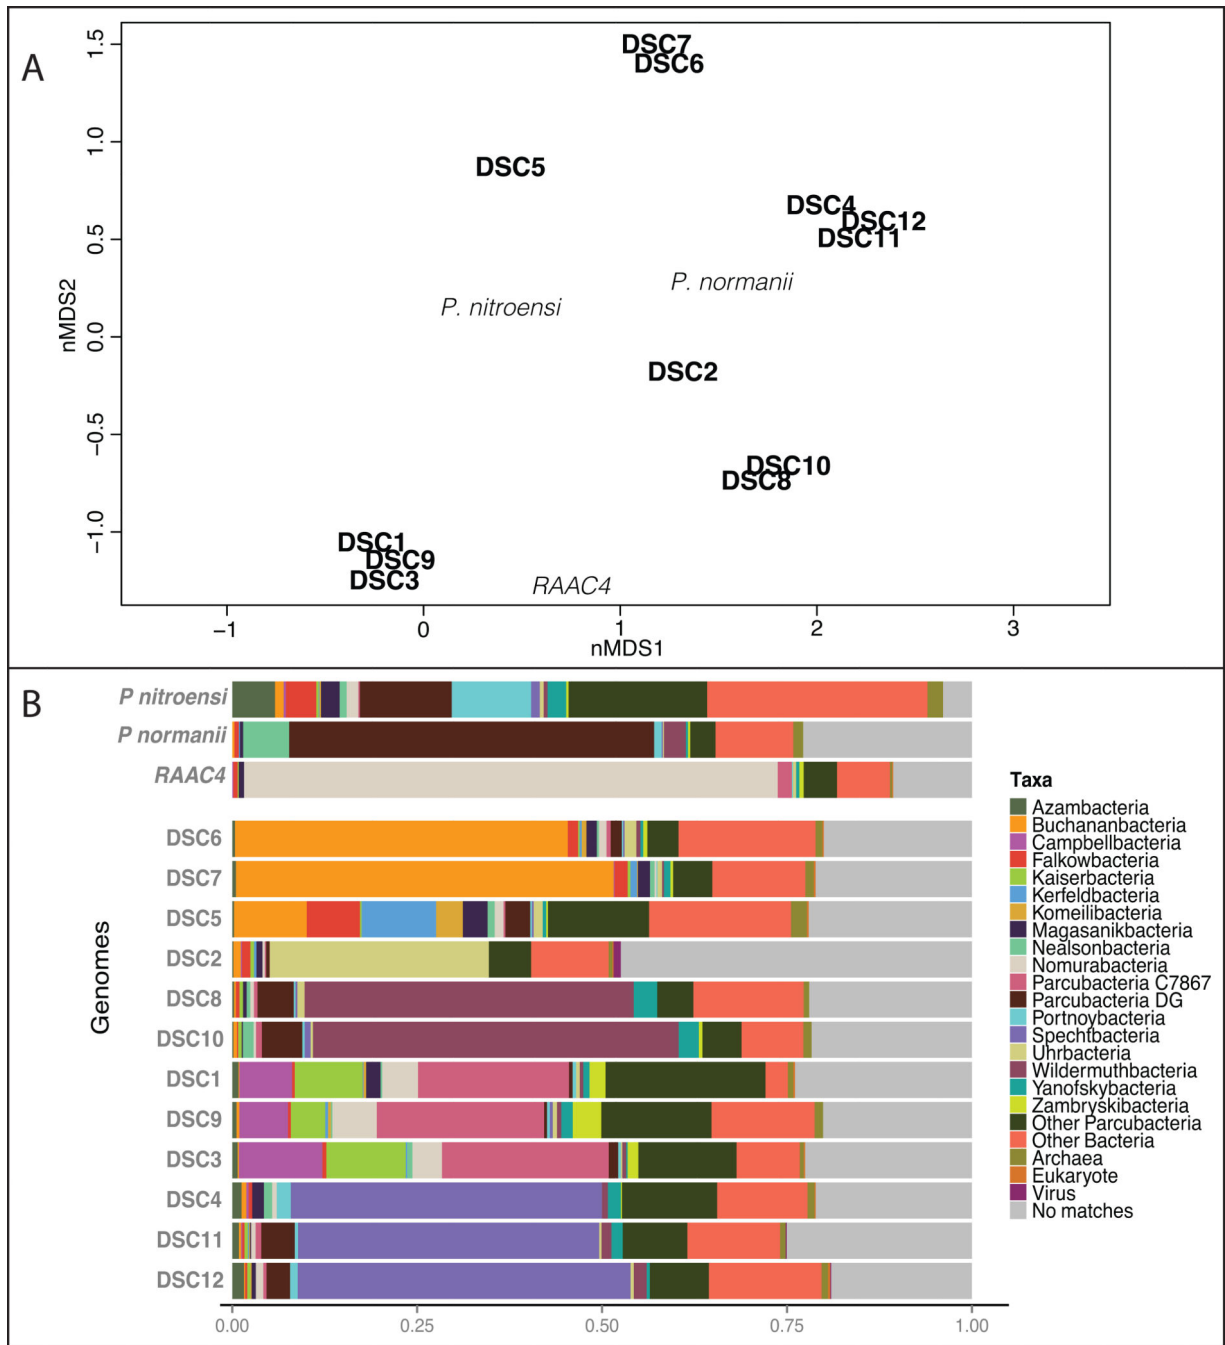 A
DSC7
DSC6
DSC5
DSC4
DSC12
DSC11
P. normanii
P. nitroensi
DSC2
DSC10
DSC8
DSC1
DSC9
DSC3
RAAC4
nMDS2
1.5
1.0
0.5
0.0
−0.5
−1.0
−1 0 1 2 3
nMDS1
B
P nitroensi
P normanii
RAAC4
DSC6
DSC7
DSC5
DSC2
DSC8
DSC10
DSC1
DSC9
DSC3
DSC4
DSC11
DSC12
Genomes
0.00 0.25 0.50 0.75 1.00
Taxa
Azambacteria
Buchananbacteria
Campbellbacteria
Falkowbacteria
Kaiserbacteria
Kerfeldbacteria
Komeilibacteria
Magasanikbacteria
Nealsonbacteria
Nomurabacteria
Parcubacteria C7867
Parcubacteria DG
Portnoybacteria
Spechtbacteria
Uhrbacteria
Wildermuthbacteria
Yanofskybacteria
Zambryskibacteria
Other Parcubacteria
Other Bacteria
Archaea
Eukaryote
Virus
No matches